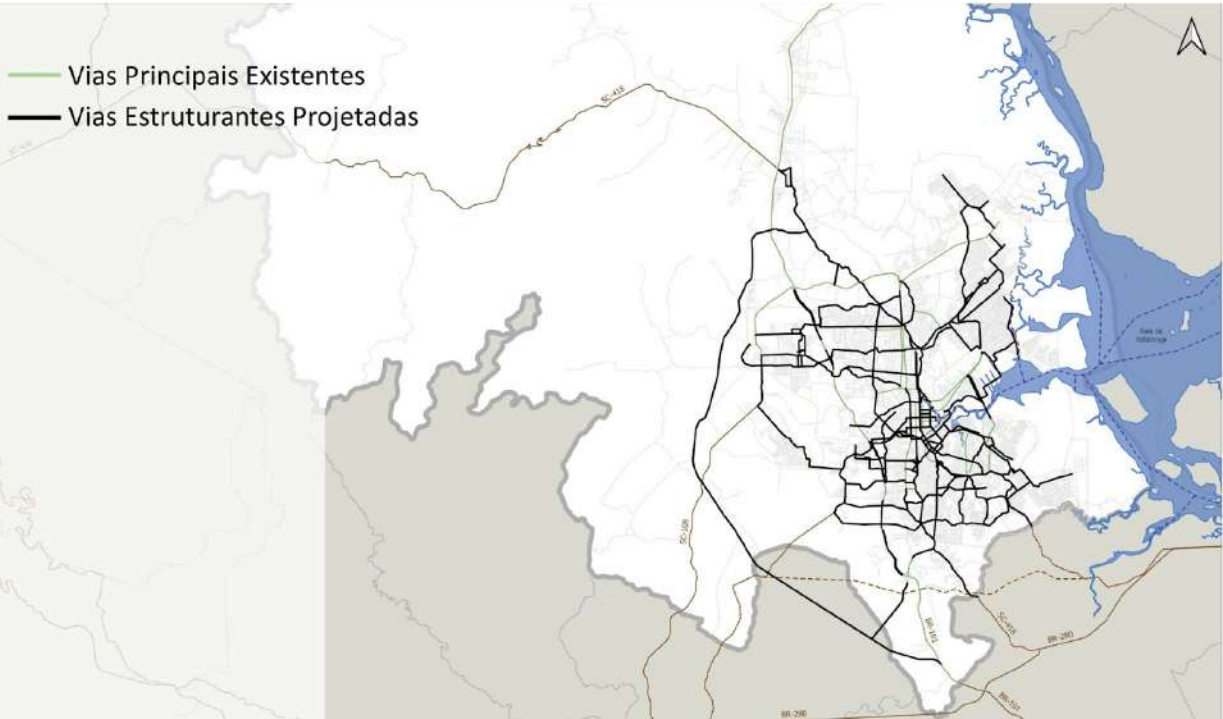 Vias Principais Existentes
Vias Estruturantes Projetadas
SC-418
SC-108
BR-101
SC-418
BR-280
BR-280
BR-101